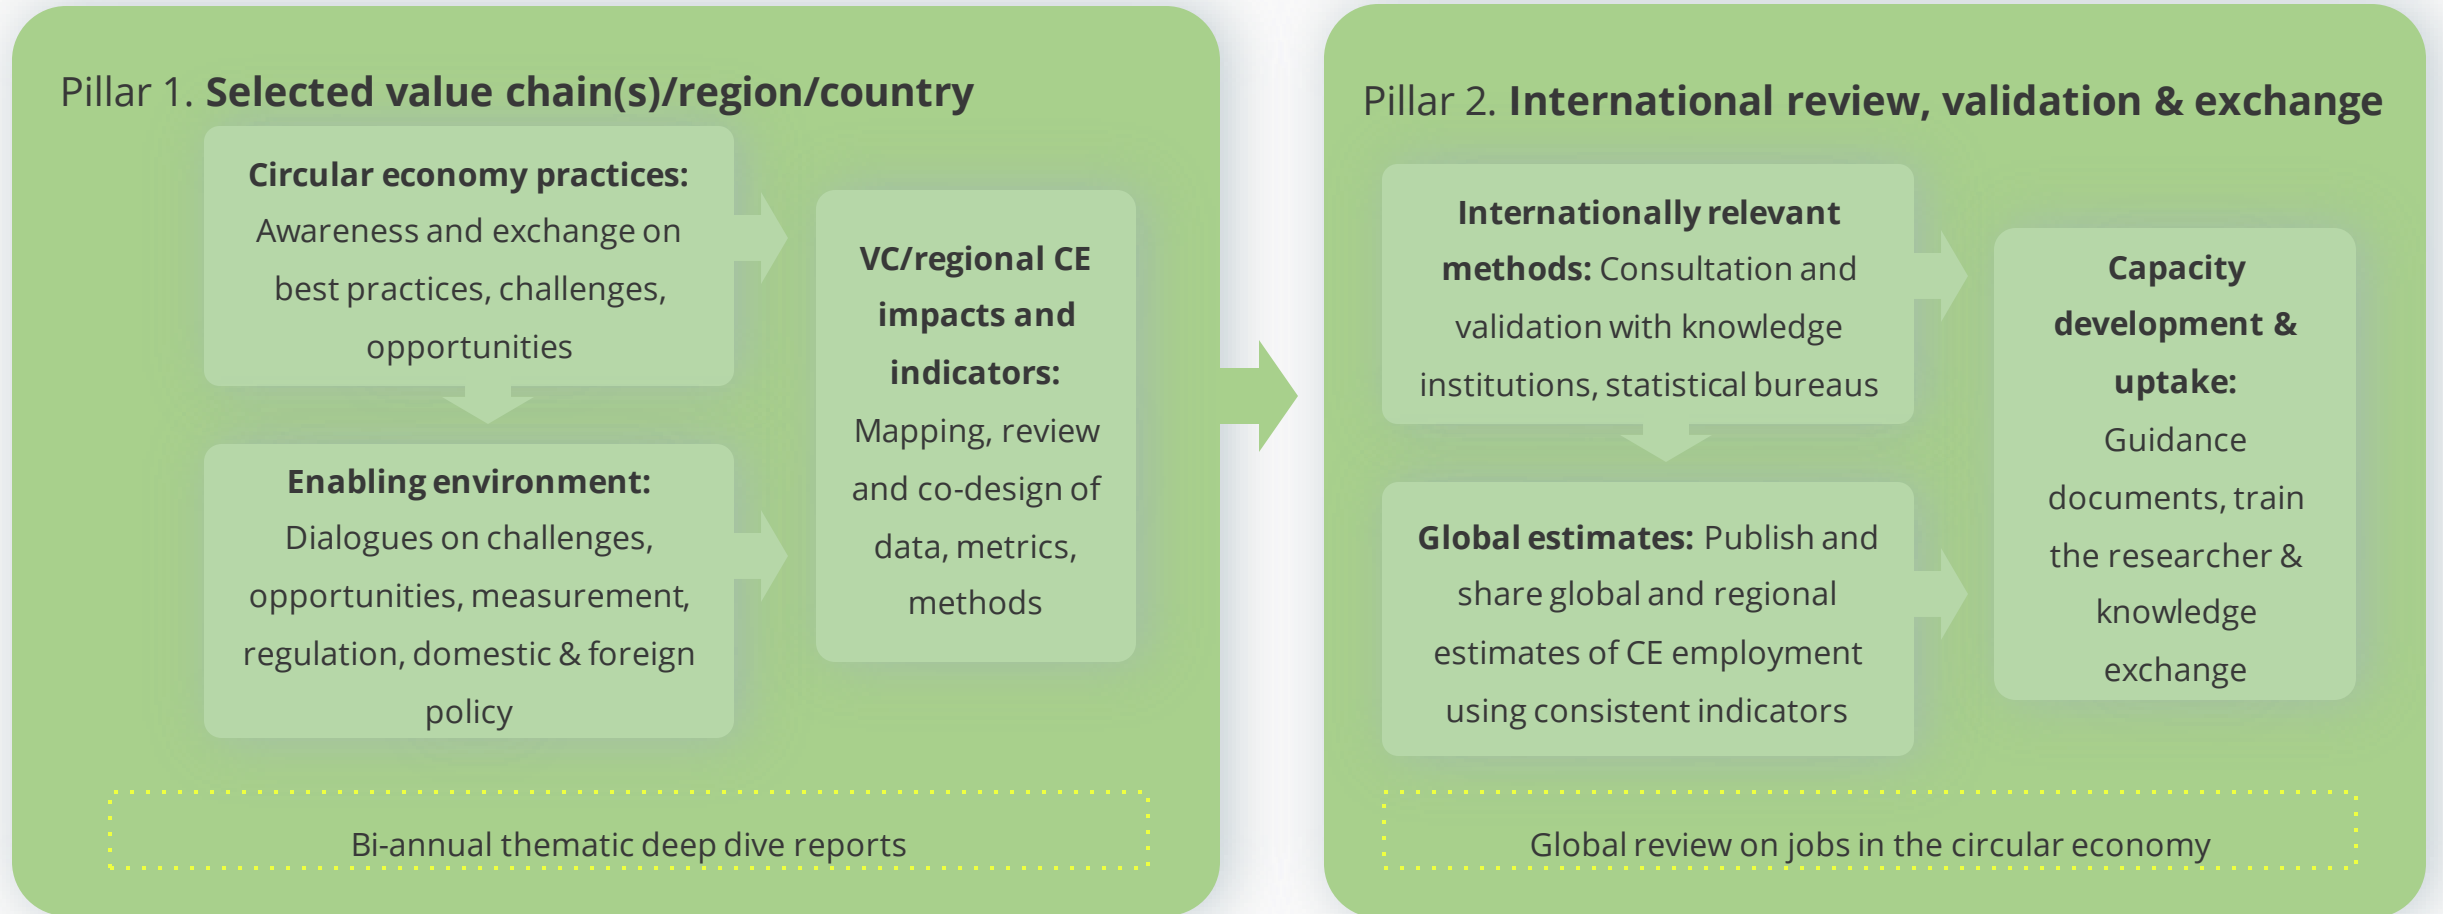 Pillar 1. Selected value chain(s)/region/country
Circular economy practices:
Awareness and exchange on
best practices, challenges,
opportunities
Enabling environment:
Dialogues on challenges,
opportunities, measurement,
regulation, domestic & foreign
policy
VC/regional CE
impacts and
indicators:
Mapping, review
and co-design of
data, metrics,
methods
Bi-annual thematic deep dive reports
Pillar 2. International review, validation & exchange
Internationally relevant
methods: Consultation and
validation with knowledge
institutions, statistical bureaus
Global estimates: Publish and
share global and regional
estimates of CE employment
using consistent indicators
Capacity
development &
uptake:
Guidance
documents, train
the researcher &
knowledge
exchange
Global review on jobs in the circular economy